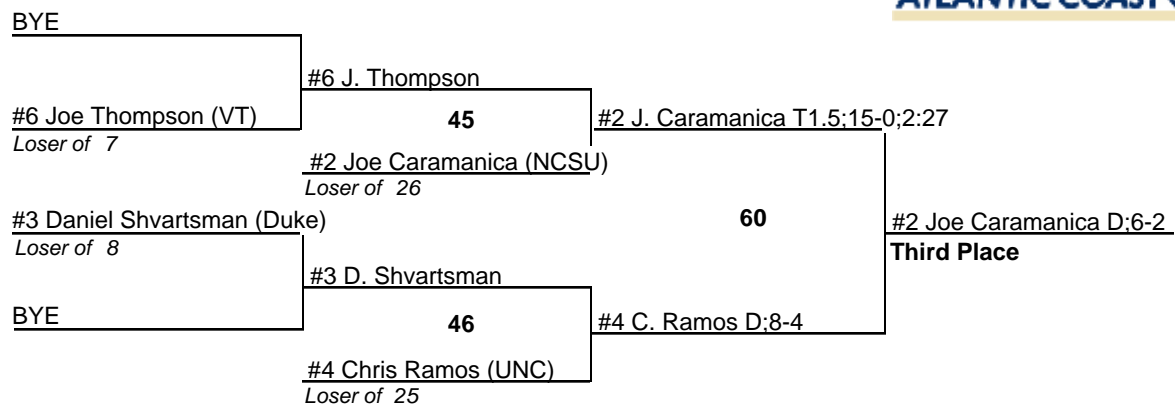 ATLANTIC COAST
BYE
#6 J. Thompson
#6 Joe Thompson (VT)
Loser of 7
45
#2 J. Caramanica T1.5;15-0;2:27
#2 Joe Caramanica (NCSU)
Loser of 26
#3 Daniel Shvartsman (Duke)
Loser of 8
60
#2 Joe Caramanica D;6-2
Third Place
#3 D. Shvartsman
BYE
46
#4 C. Ramos D;8-4
#4 Chris Ramos (UNC)
Loser of 25